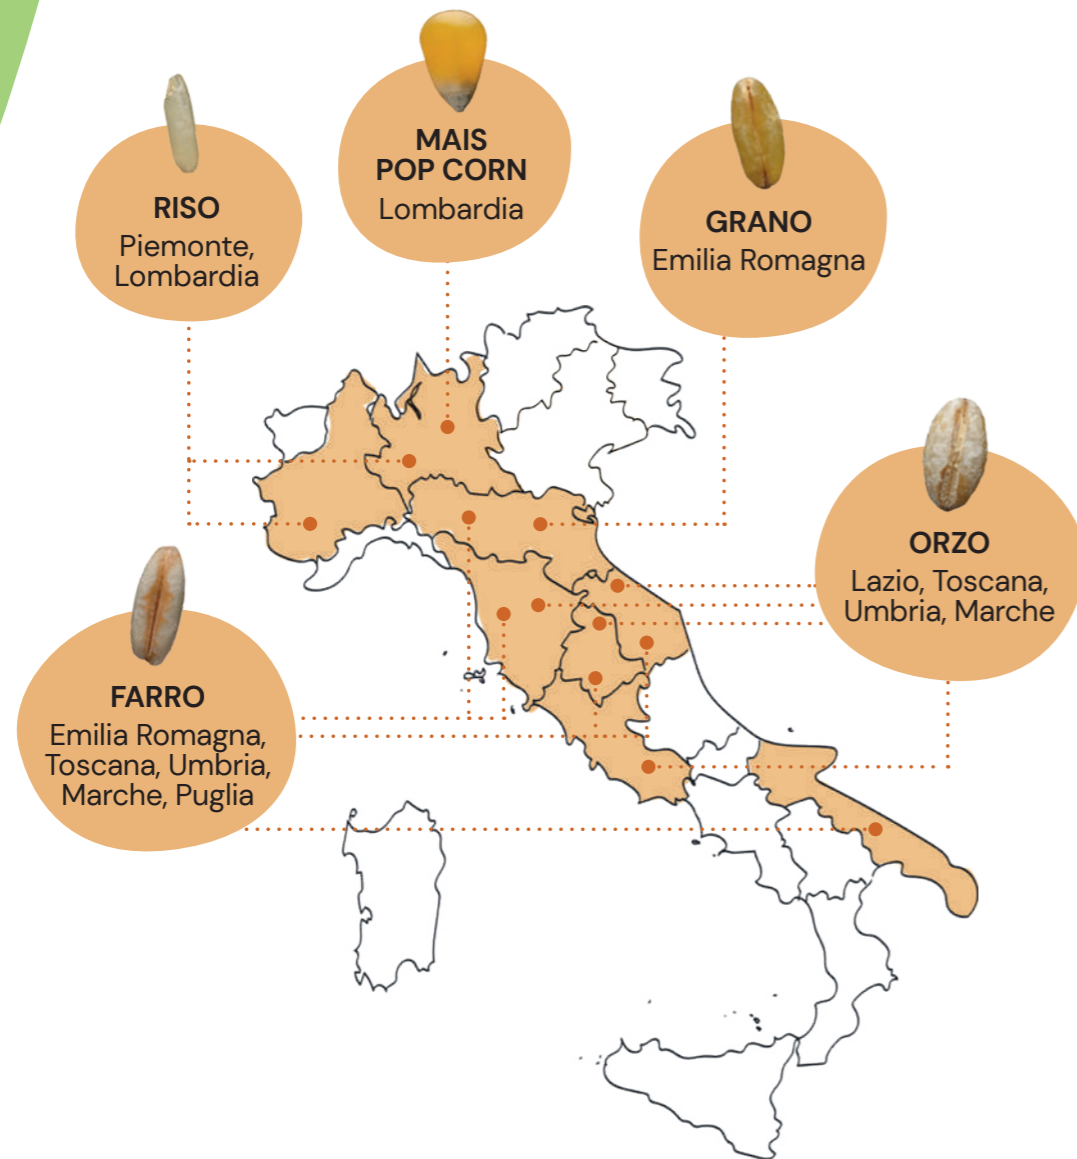 MAIS
POP CORN
Lombardia
RISO
Piemonte,
Lombardia
GRANO
Emilia Romagna
ORZO
Lazio, Toscana,
Umbria, Marche
FARRO
Emilia Romagna,
Toscana, Umbria,
Marche, Puglia